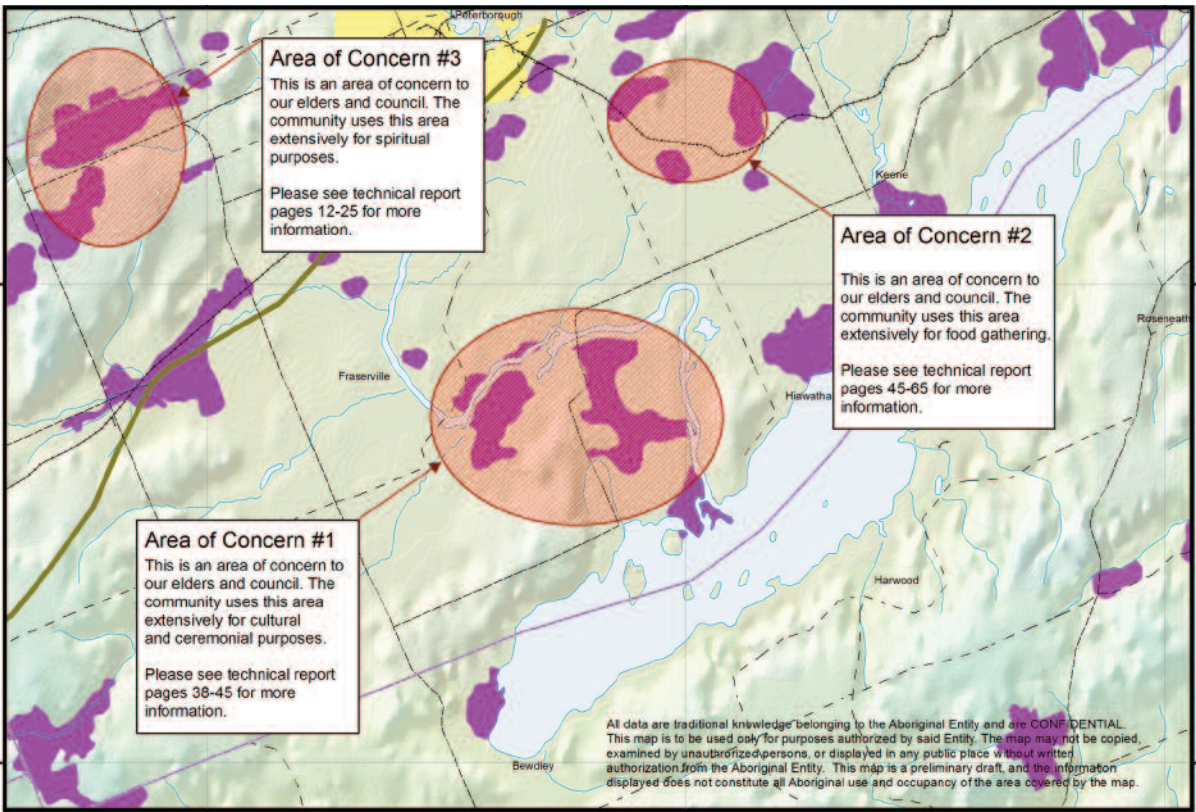 Peterborough
Area of Concern #3
This is an area of concern to
our elders and council. The
community uses this area
extensively for spiritual
purposes.
Please see technical report
pages 12-25 for more
information.
Keene
Area of Concern #2
This is an area of concern to
our elders and council. The
community uses this area
extensively for food gathering.
Please see technical report
pages 45-65 for more
information.
Roseneath
Fraserville
Hiawatha
Area of Concern #1
This is an area of concern to
our elders and council. The
community uses this area
extensively for cultural
and ceremonial purposes.
Please see technical report
pages 38-45 for more
information.
Harwood
Bewdley
All data are traditional knowledge belonging to the Aboriginal Entity and are CONFIDENTIAL.
This map is to be used only for purposes authorized by said Entity. The map may not be copied,
examined by unauthrorized persons, or displayed in any public place without written
authorization from the Aboriginal Entity. This map is a preliminary draft, and the information
displayed does not constitute all Aboriginal use and occupancy of the area covered by the map.